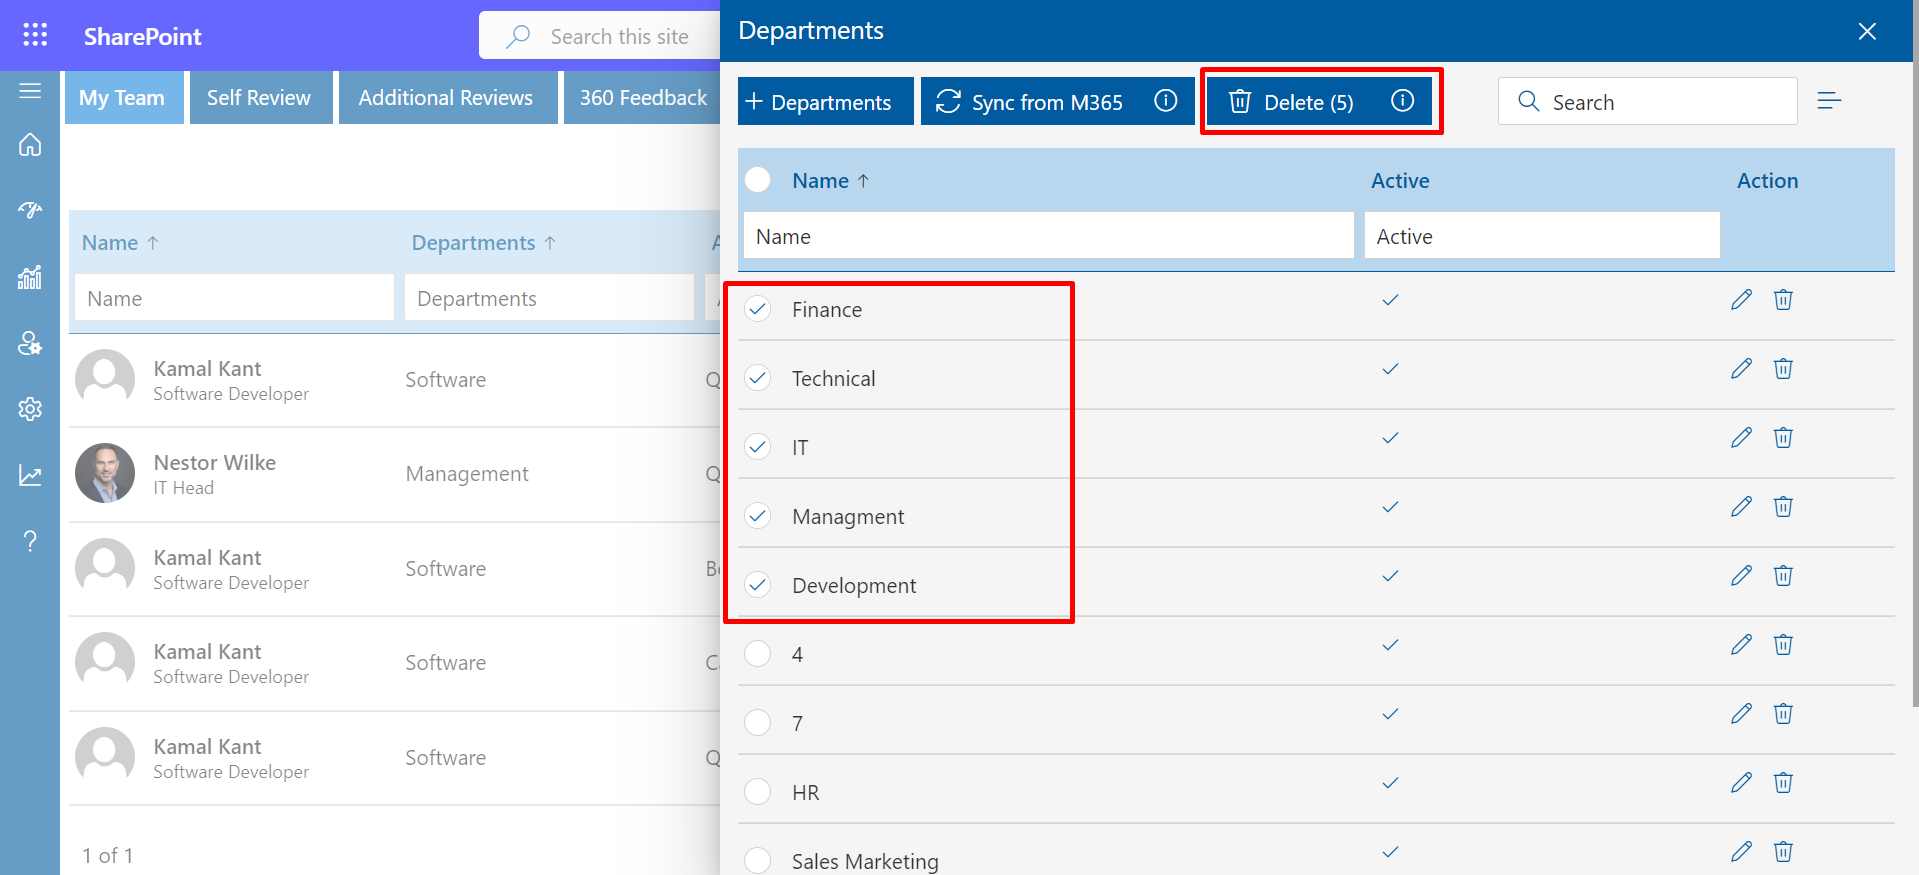 SharePoint
Search this site
My Team
Self Review
Additional Reviews
360 Feedback
Name ↑
Departments ↑
Name
Departments
Kamal Kant
Software Developer
Software
Nestor Wilke
IT Head
Management
Kamal Kant
Software Developer
Software
Kamal Kant
Software Developer
Software
Kamal Kant
Software Developer
Software
1 of 1
Departments
+ Departments
Sync from M365
Delete (5)
Search
Name ↑
Active
Action
Name
Active
Finance
Technical
IT
Managment
Development
4
7
HR
Sales Marketing